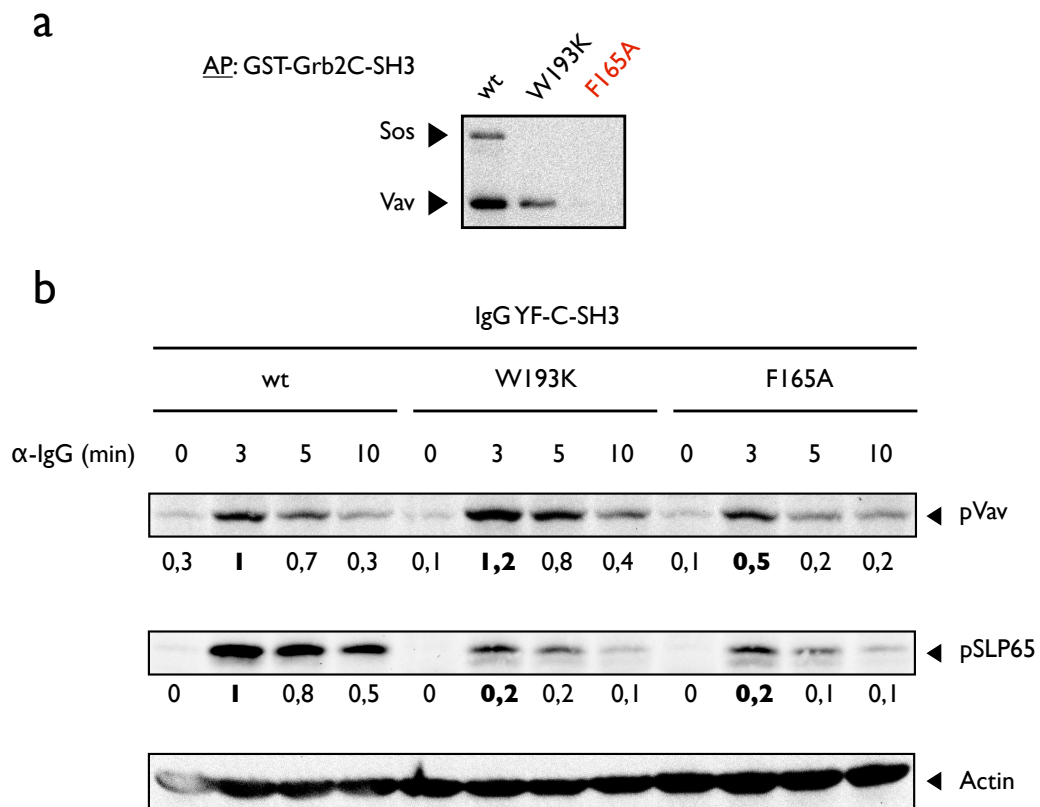 a
AP: GST-Grb2C-SH3
wt W193K F165A
Sos
Vav
b
IgG YF-C-SH3
wt W193K F165A
α-IgG (min) 0 3 5 10 0 3 5 10 0 3 5 10
pVav
0,3 1 0,7 0,3 0,1 1,2 0,8 0,4 0,1 0,5 0,2 0,2
pSLP65
0 1 0,8 0,5 0 0,2 0,2 0,1 0 0,2 0,1 0,1
Actin